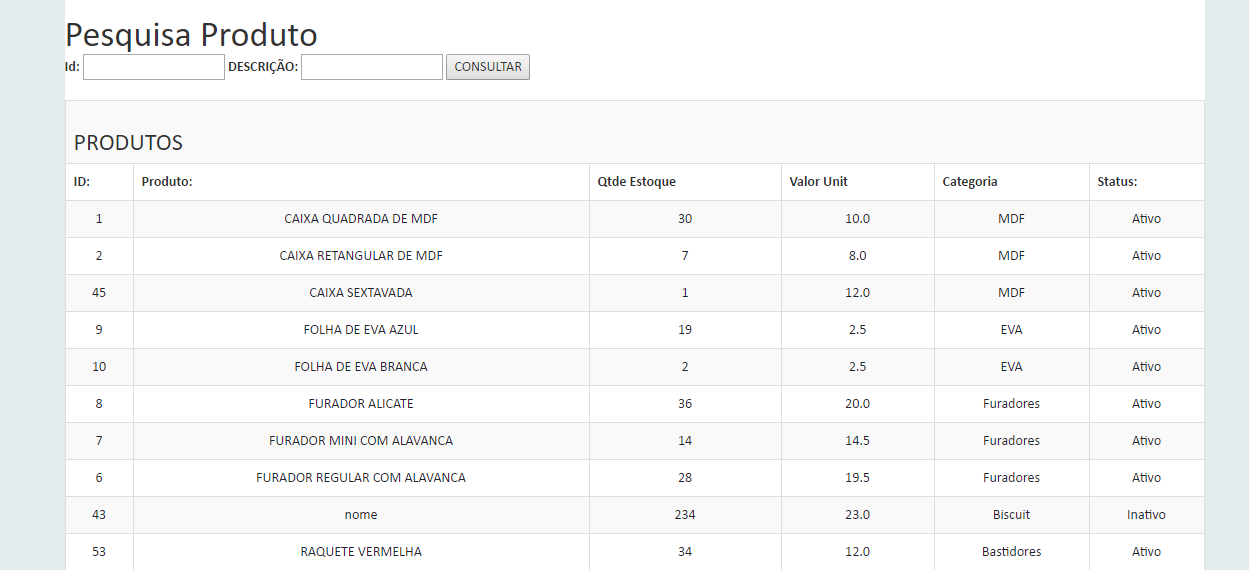 Pesquisa Produto
Id: DESCRIÇÃO: CONSULTAR
PRODUTOS
ID: Produto: Qtde Estoque Valor Unit Categoria Status:
1 CAIXA QUADRADA DE MDF 30 10.0 MDF Ativo
2 CAIXA RETANGULAR DE MDF 7 8.0 MDF Ativo
45 CAIXA SEXTAVADA 1 12.0 MDF Ativo
9 FOLHA DE EVA AZUL 19 2.5 EVA Ativo
10 FOLHA DE EVA BRANCA 2 2.5 EVA Ativo
8 FURADOR ALICATE 36 20.0 Furadores Ativo
7 FURADOR MINI COM ALAVANCA 14 14.5 Furadores Ativo
6 FURADOR REGULAR COM ALAVANCA 28 19.5 Furadores Ativo
43 nome 234 23.0 Biscuit Inativo
53 RAQUETE VERMELHA 34 12.0 Bastidores Ativo